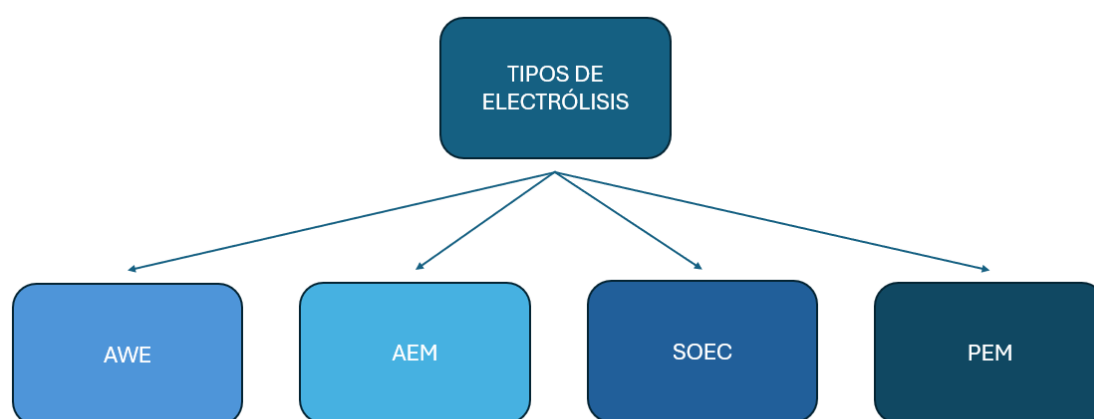 TIPOS DE
ELECTRÓLISIS
AWE
AEM
SOEC
PEM